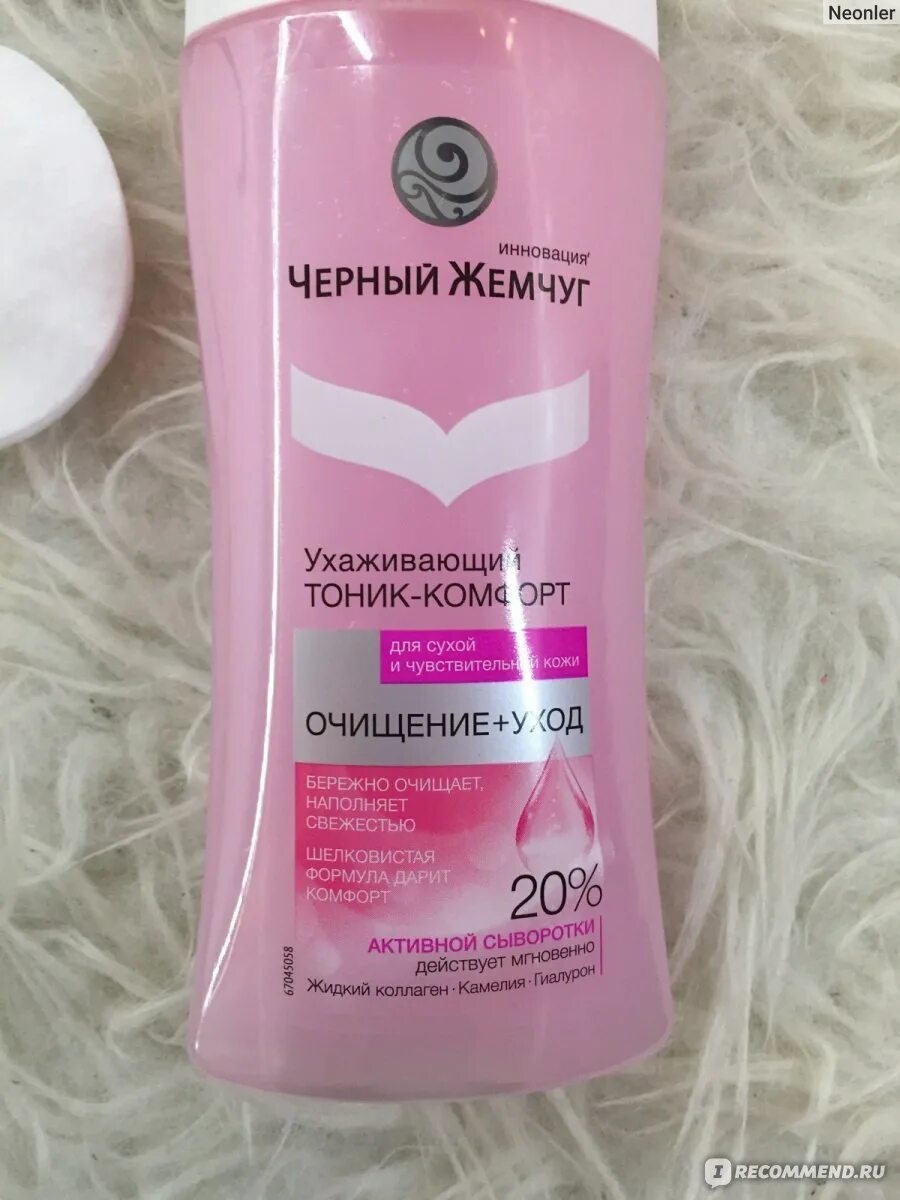 Neonler
инновация'
ЧЕРНЫЙ ЖЕМЧУГ
Ухаживающий
ТОНИК-КОМФОРТ
для сухой
и чувствительной кожи
ОЧИЩЕНИЕ+УХОД
БЕРЕЖНО ОЧИЩАЕТ,
НАПОЛНЯЕТ
СВЕЖЕСТЬЮ
ШЕЛКОВИСТАЯ
ФОРМУЛА ДАРИТ
КОМФОРТ
20%
АКТИВНОЙ СЫВОРОТКИ
действует мгновенно
Жидкий коллаген · Камелия · Гиалурон
67045058
IRECOMMEND.RU